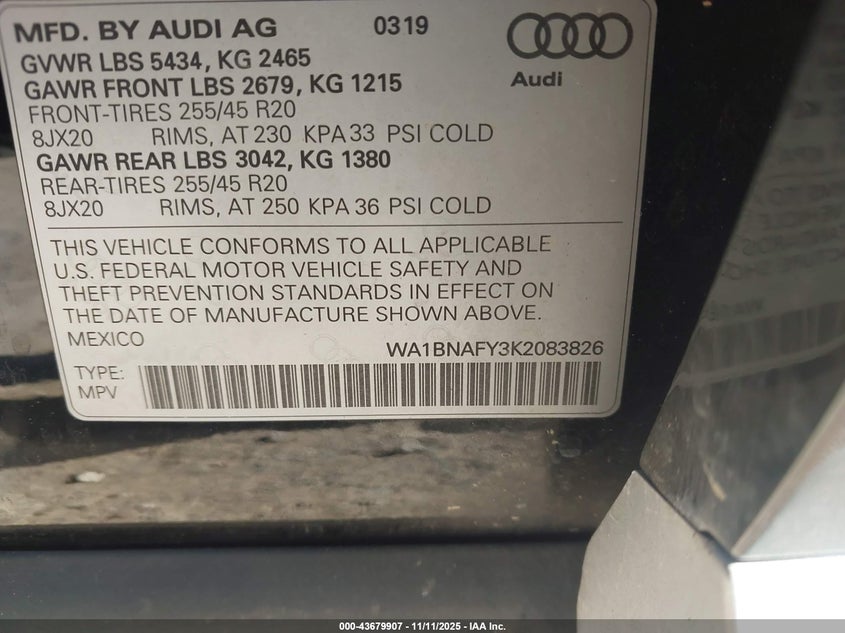 MFD. BY AUDI AG 0319
Audi
GVWR LBS 5434, KG 2465
GAWR FRONT LBS 2679, KG 1215
FRONT-TIRES 255/45 R20
8JX20 RIMS, AT 230 KPA 33 PSI COLD
GAWR REAR LBS 3042, KG 1380
REAR-TIRES 255/45 R20
8JX20 RIMS, AT 250 KPA 36 PSI COLD
THIS VEHICLE CONFORMS TO ALL APPLICABLE
U.S. FEDERAL MOTOR VEHICLE SAFETY AND
THEFT PREVENTION STANDARDS IN EFFECT ON
THE DATE OF MANUFACTURE SHOWN ABOVE.
MEXICO
WA1BNAFY3K2083826
TYPE:
MPV
000-43679907 - 11/11/2025 - IAA Inc.